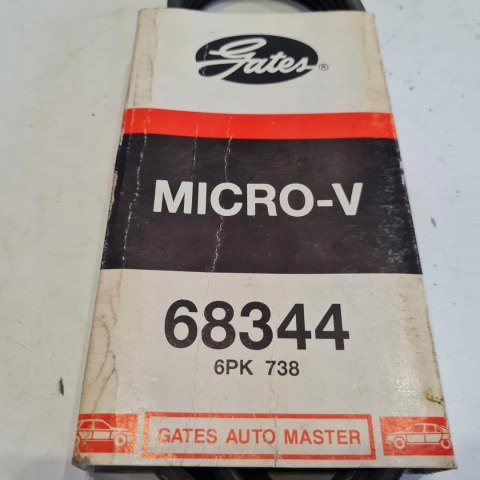 Gates®
MICRO-V
68344
6PK 738
GATES AUTO MASTER